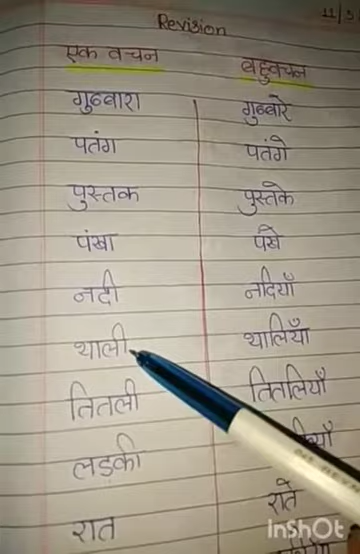 Revision 11/5
एक वचन बहुवचन
गुब्बारा गुब्बारे
पतंग पतंगे
पुस्तक पुस्तके
पंखा पंखे
नदी नदियाँ
थाली थालियाँ
तितली तितलियाँ
लड़की
रात राते
InShOt